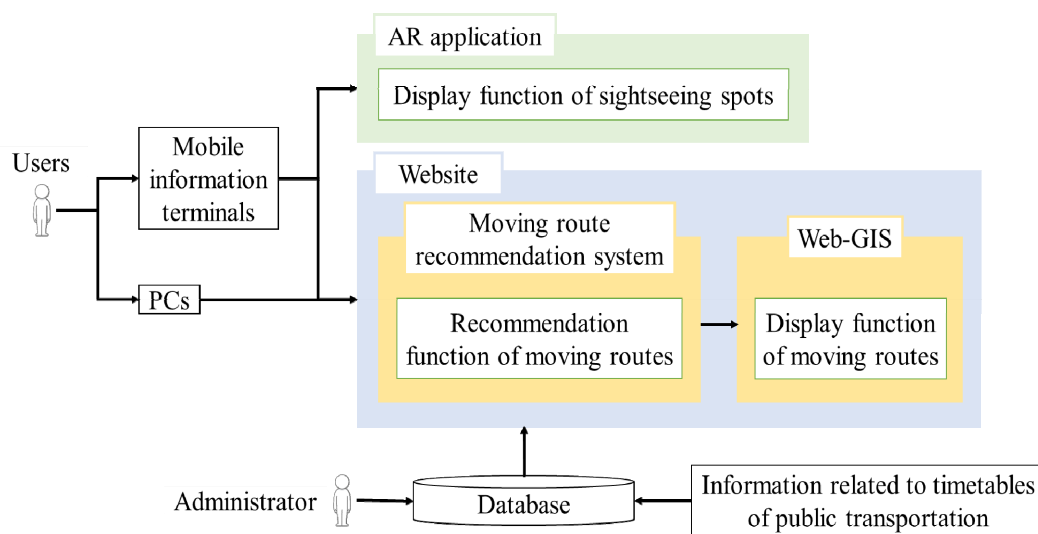 AR application
Display function of sightseeing spots
Users
Mobile
information
terminals
PCs
Website
Moving route
recommendation system
Recommendation
function of moving routes
Web-GIS
Display function
of moving routes
Administrator
Database
Information related to timetables
of public transportation